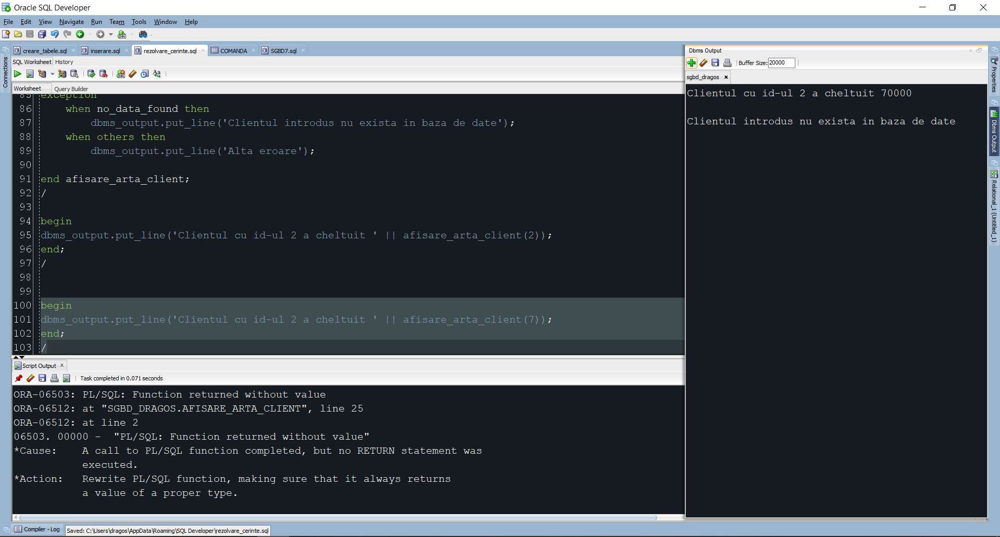 Oracle SQL Developer
File Edit View Navigate Run Team Tools Window Help
creare_tabele.sql inserare.sql rezolvare_cerinte.sql COMANDA SGBD7.sql
SQL Worksheet History
Worksheet Query Builder
85 exception
86 when no_data_found then
87 dbms_output.put_line('Clientul introdus nu exista in baza de date');
88 when others then
89 dbms_output.put_line('Alta eroare');
90
91 end afisare_arta_client;
92 /
93
94 begin
95 dbms_output.put_line('Clientul cu id-ul 2 a cheltuit ' || afisare_arta_client(2));
96 end;
97 /
98
99
100 begin
101 dbms_output.put_line('Clientul cu id-ul 2 a cheltuit ' || afisare_arta_client(7));
102 end;
103 /
Script Output
Task completed in 0.071 seconds
ORA-06503: PL/SQL: Function returned without value
ORA-06512: at "SGBD_DRAGOS.AFISARE_ARTA_CLIENT", line 25
ORA-06512: at line 2
06503. 00000 - "PL/SQL: Function returned without value"
*Cause: A call to PL/SQL function completed, but no RETURN statement was
executed.
*Action: Rewrite PL/SQL function, making sure that it always returns
a value of a proper type.
Compiler - Log
Saved: C:\Users\dragos\AppData\Roaming\SQL Developer\rezolvare_cerinte.sql
Dbms Output
Buffer Size: 20000
sgbd_dragos
Clientul cu id-ul 2 a cheltuit 70000
Clientul introdus nu exista in baza de date
Connections
Properties
Dbms Output
Relational_1 (Untitled_1)